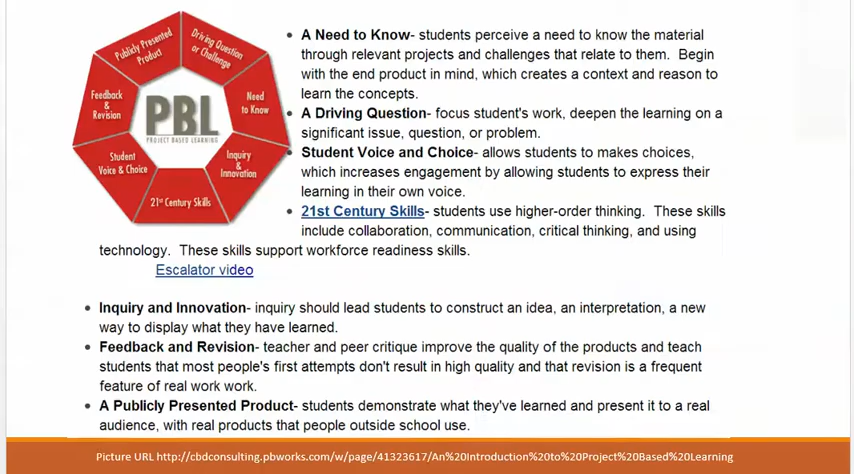 Publicly Presented
Product
Driving Question
or Challenge
Feedback
&
Revision
Need
to Know
PBL
PROJECT BASED LEARNING
Student
Voice & Choice
Inquiry
&
Innovation
21st Century Skills
• A Need to Know- students perceive a need to know the material
through relevant projects and challenges that relate to them. Begin
with the end product in mind, which creates a context and reason to
learn the concepts.
• A Driving Question- focus student's work, deepen the learning on a
significant issue, question, or problem.
• Student Voice and Choice- allows students to makes choices,
which increases engagement by allowing students to express their
learning in their own voice.
• 21st Century Skills- students use higher-order thinking. These skills
include collaboration, communication, critical thinking, and using
technology. These skills support workforce readiness skills.
Escalator video
• Inquiry and Innovation- inquiry should lead students to construct an idea, an interpretation, a new
way to display what they have learned.
• Feedback and Revision- teacher and peer critique improve the quality of the products and teach
students that most people's first attempts don't result in high quality and that revision is a frequent
feature of real work work.
• A Publicly Presented Product- students demonstrate what they've learned and present it to a real
audience, with real products that people outside school use.
Picture URL http://cbdconsulting.pbworks.com/w/page/41323617/An%20Introduction%20to%20Project%20Based%20Learning